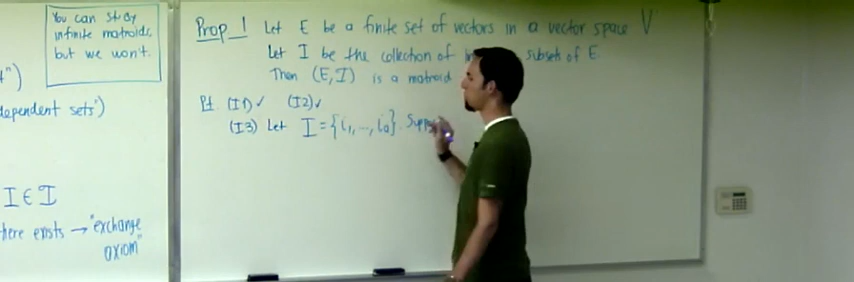 You can study
infinite matroids,
but we won't.
t")
dependent sets")
I ∈ I
here exists → "exchange
axiom"
Prop 1 Let E be a finite set of vectors in a vector space V
Let I be the collection of subsets of E.
Then (E, I) is a matroid
Pf (I1) ✓ (I2) ✓
(I3) Let I = {i₁, ..., iₐ}. Suppo